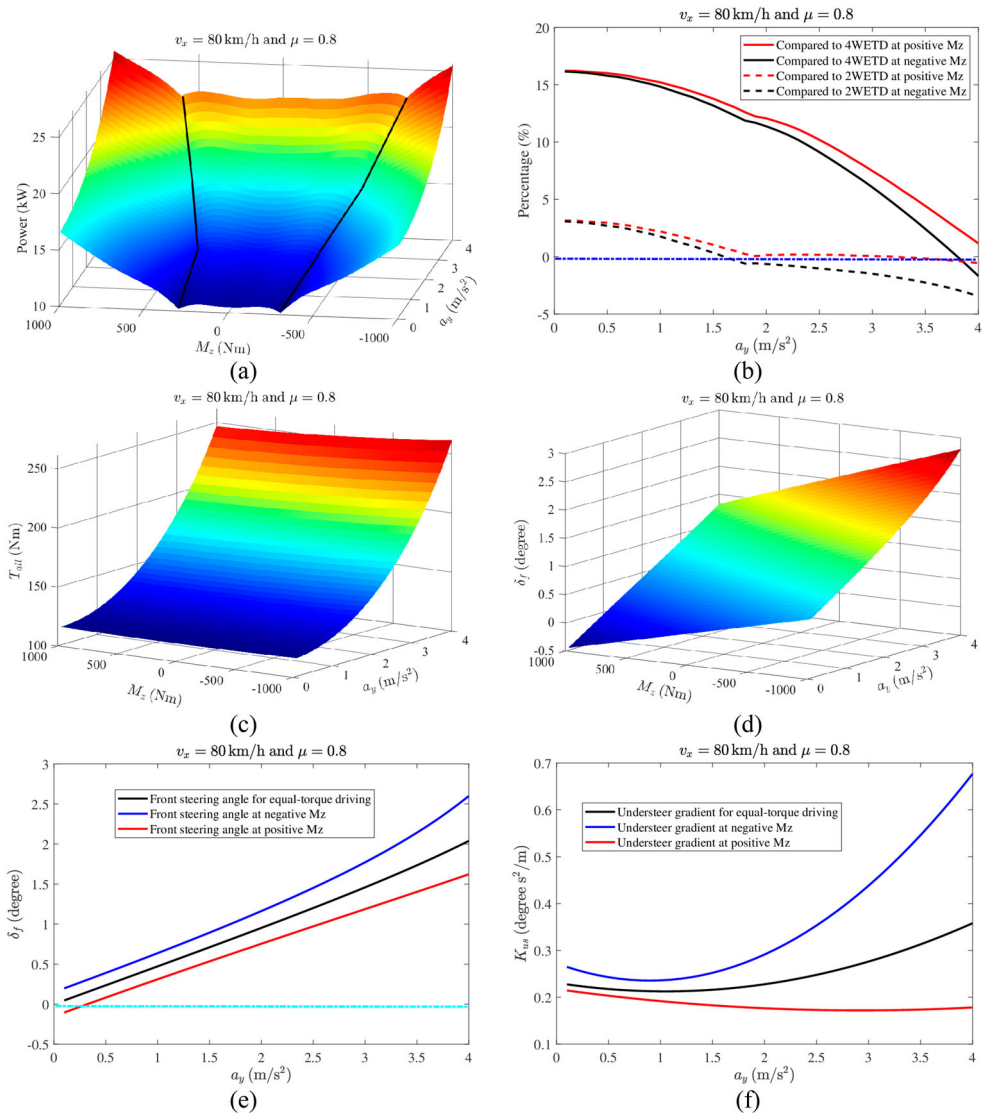 v_x = 80 km/h and μ = 0.8
Power (kW)
25
20
15
10
1000
500
0
-500
-1000
M_z (Nm)
0
1
2
3
4
a_y (m/s²)
(a)
v_x = 80 km/h and μ = 0.8
Compared to 4WETD at positive Mz
Compared to 4WETD at negative Mz
Compared to 2WETD at positive Mz
Compared to 2WETD at negative Mz
Percentage (%)
20
15
10
5
0
-5
0 0.5 1 1.5 2 2.5 3 3.5 4
a_y (m/s²)
(b)
v_x = 80 km/h and μ = 0.8
T_all (Nm)
250
200
150
100
1000
500
0
-500
-1000
M_z (Nm)
0
1
2
3
4
a_y (m/s²)
(c)
v_x = 80 km/h and μ = 0.8
δ_f (degree)
3
2.5
2
1.5
1
0.5
0
-0.5
1000
500
0
-500
-1000
M_z (Nm)
0
1
2
3
4
a_y (m/s²)
(d)
v_x = 80 km/h and μ = 0.8
Front steering angle for equal-torque driving
Front steering angle at negative Mz
Front steering angle at positive Mz
δ_f (degree)
3
2.5
2
1.5
1
0.5
0
-0.5
0 0.5 1 1.5 2 2.5 3 3.5 4
a_y (m/s²)
(e)
v_x = 80 km/h and μ = 0.8
Understeer gradient for equal-torque driving
Understeer gradient at negative Mz
Understeer gradient at positive Mz
K_us (degree s²/m)
0.7
0.6
0.5
0.4
0.3
0.2
0.1
0 0.5 1 1.5 2 2.5 3 3.5 4
a_y (m/s²)
(f)